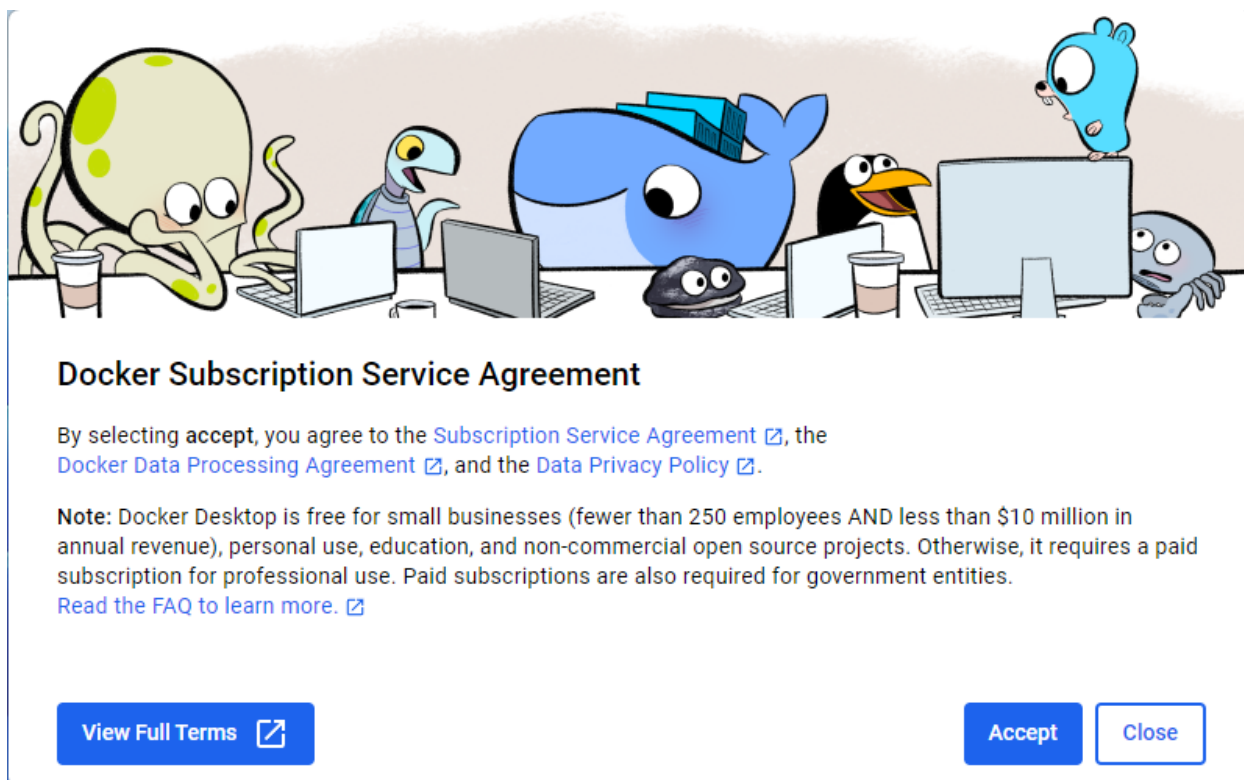 Docker Subscription Service Agreement
By selecting accept, you agree to the Subscription Service Agreement, the
Docker Data Processing Agreement, and the Data Privacy Policy.
Note: Docker Desktop is free for small businesses (fewer than 250 employees AND less than $10 million in
annual revenue), personal use, education, and non-commercial open source projects. Otherwise, it requires a paid
subscription for professional use. Paid subscriptions are also required for government entities.
Read the FAQ to learn more.
View Full Terms
Accept
Close